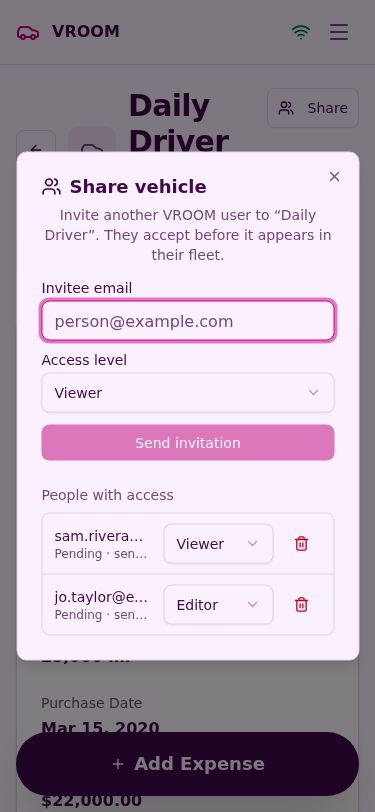 VROOM
Daily
Driver
Share
Share vehicle
Invite another VROOM user to “Daily
Driver”. They accept before it appears in
their fleet.
Invitee email
person@example.com
Access level
Viewer
Send invitation
People with access
sam.rivera…
Pending · sen…
Viewer
jo.taylor@e…
Pending · sen…
Editor
Purchase Date
Mar 15, 2020
+ Add Expense
$22,000.00